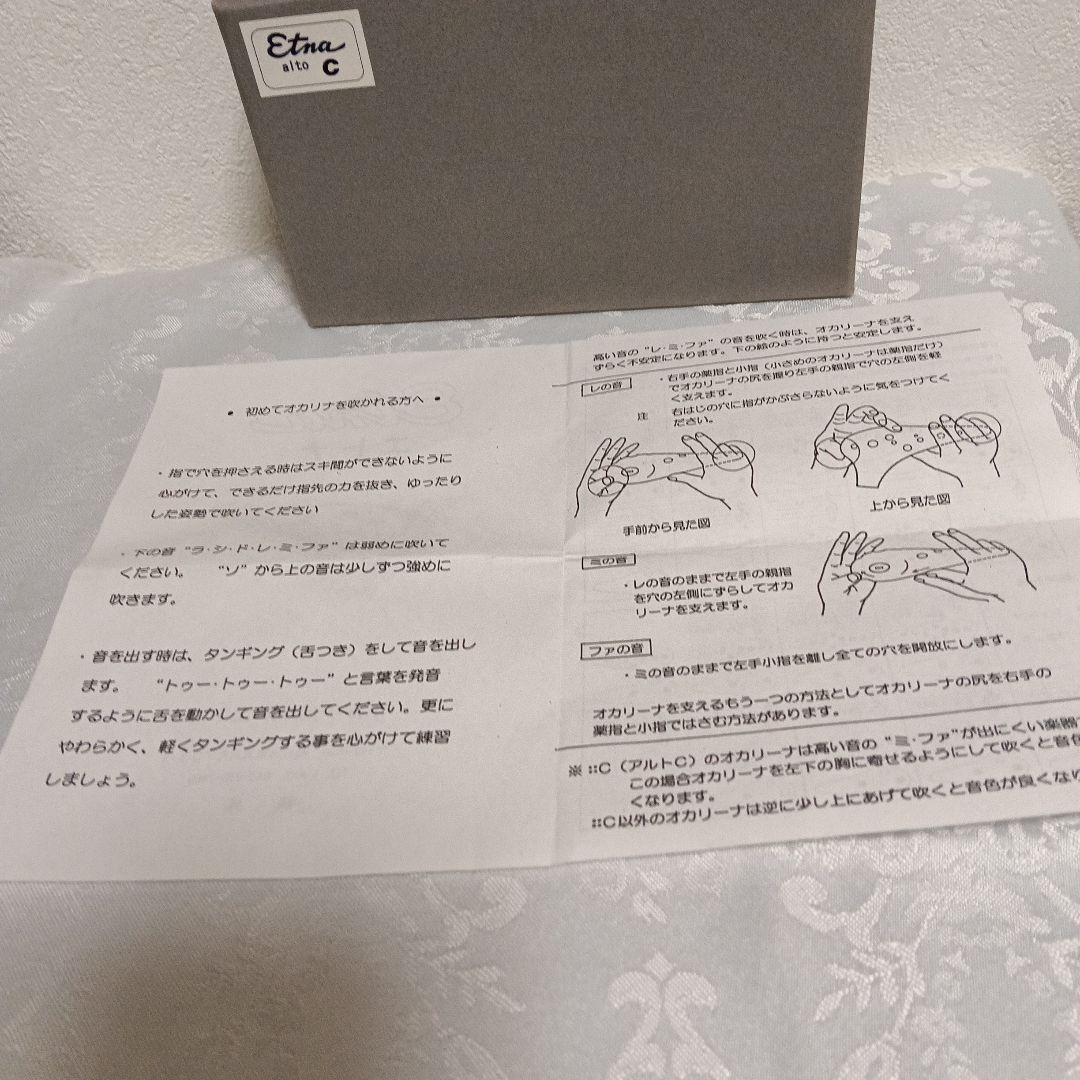 Etna
alto C
● 初めてオカリナを吹かれる方へ ●
・指で穴を押さえる時はスキ間ができないように
心がけて、できるだけ指先の力を抜き、ゆったり
した姿勢で吹いてください
・下の音 “ラ・シ・ド・レ・ミ・ファ” は弱めに吹いて
ください。 “ソ” から上の音は少しずつ強めに
吹きます。
・音を出す時は、タンギング（舌つき）をして音を出し
ます。 “トゥー・トゥー・トゥー” と言葉を発音
するように舌を動かして音を出してください。更に
やわらかく、軽くタンギングする事を心がけて練習
しましょう。
高い音の “レ・ミ・ファ” の音を吹く時は、オカリーナを支え
ずらく不安定になります。下の絵のように持つと安定します。
レの音
・右手の薬指と小指（小さめのオカリーナは薬指だけ）
でオカリーナの尻を握り左手の親指で穴の左側を軽
く支えます。
注 右はじの穴に指がかぶさらないように気をつけてく
ださい。
手前から見た図
上から見た図
ミの音
・レの音のままで左手の親指
を穴の左側にずらしてオカ
リーナを支えます。
ファの音
・ミの音のままで左手小指を離し全ての穴を開放にします。
オカリーナを支えるもう一つの方法としてオカリーナの尻を右手の
薬指と小指ではさむ方法があります。
※ ::C（アルトC）のオカリーナは高い音の “ミ・ファ” が出にくい楽器
この場合オカリーナを左下の胸に寄せるようにして吹くと音色
くなります。
::C以外のオカリーナは逆に少し上にあげて吹くと音色が良くなり